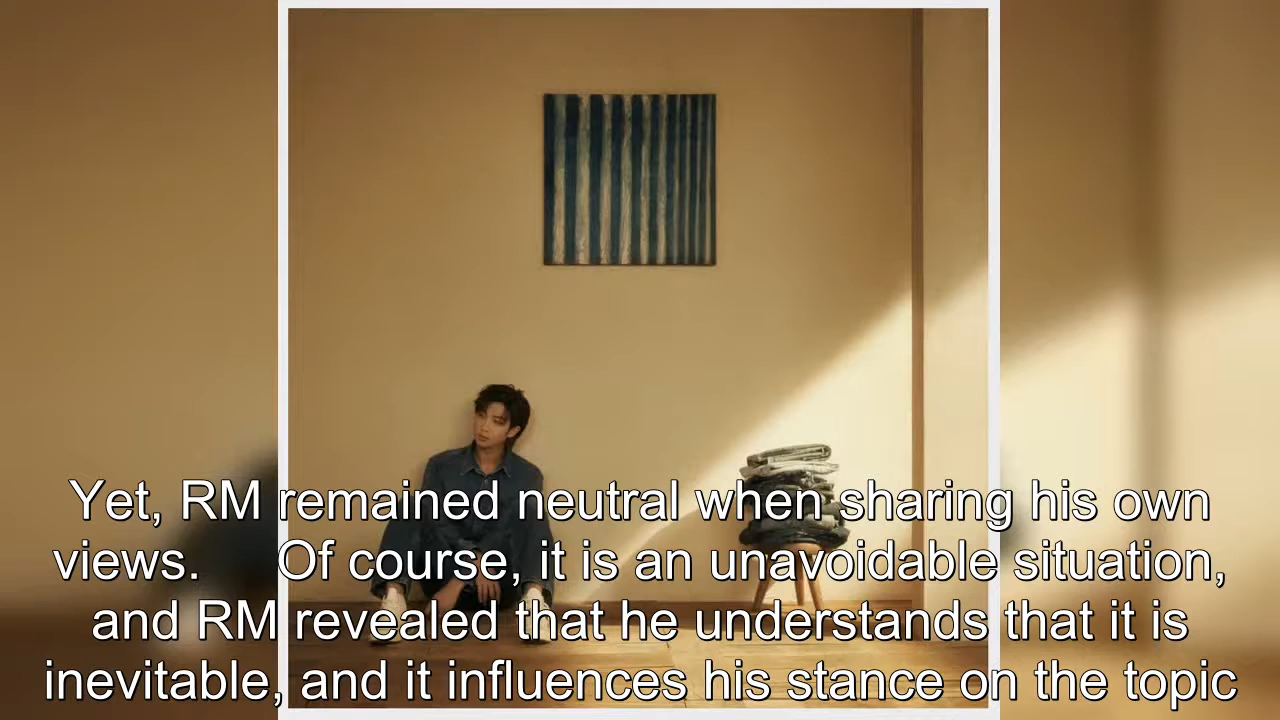 Yet, RM remained neutral when sharing his own
views. Of course, it is an unavoidable situation,
and RM revealed that he understands that it is
inevitable, and it influences his stance on the topic